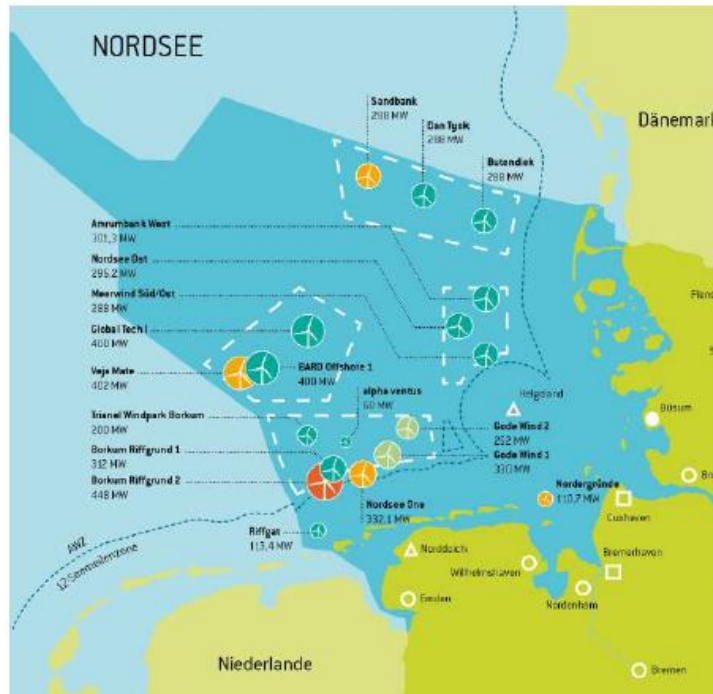 NORDSEE
Sandbank
288 MW
Dan Tysk
288 MW
Butendiek
288 MW
Dänemark
Amrumbank West
301,3 MW
Nordsee Ost
295,2 MW
Meerwind Süd/Ost
288 MW
Global Tech I
400 MW
Veja Mate
402 MW
BARD Offshore 1
400 MW
alpha ventus
60 MW
Helgoland
Büsum
Trianel Windpark Borkum
200 MW
Borkum Riffgrund 1
312 MW
Borkum Riffgrund 2
448 MW
Gode Wind 2
252 MW
Gode Wind 1
330 MW
Nordsee One
332,1 MW
Nordergründe
110,7 MW
Cuxhaven
Riffgat
113,4 MW
AWZ
12-Seemeilenzone
Norddeich
Wilhelmshaven
Bremerhaven
Emden
Nordenham
Niederlande
Bremen